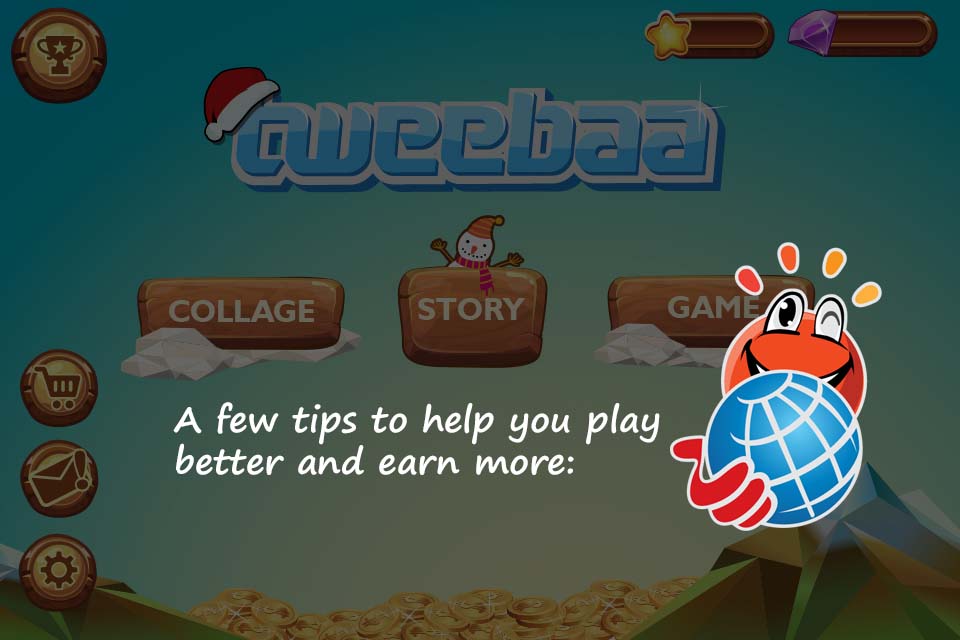 tweebaa
COLLAGE
STORY
GAME
A few tips to help you play
better and earn more: